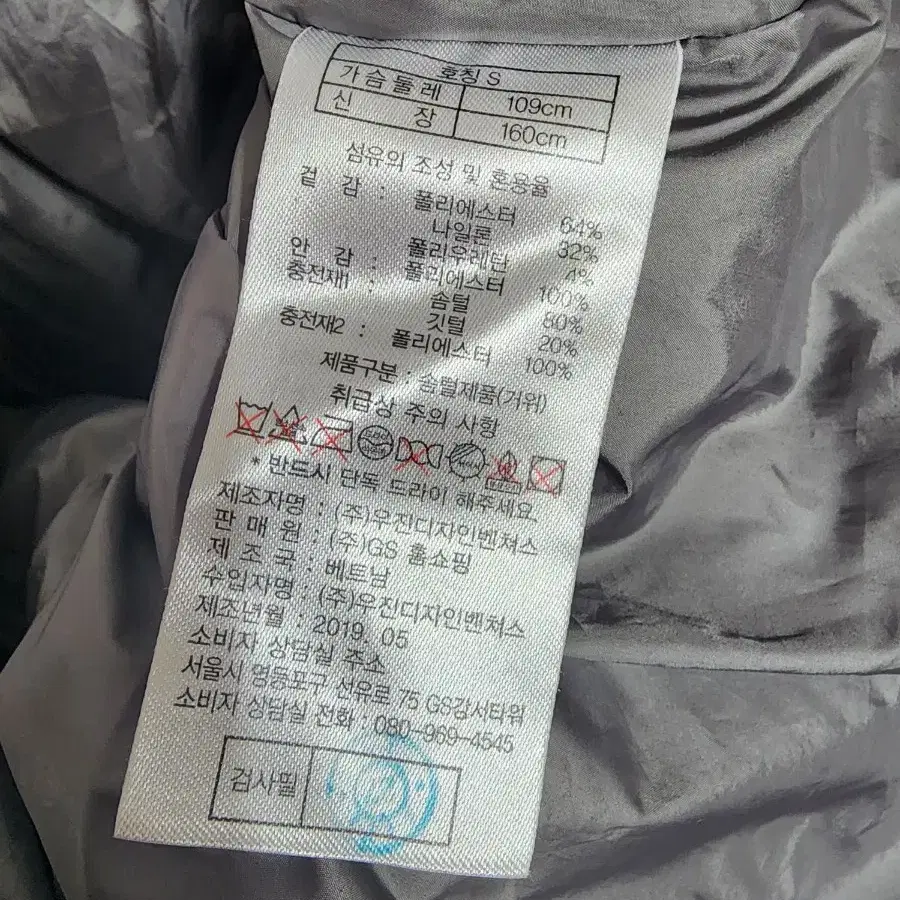 호칭 S
가슴둘레 109cm
신 장 160cm
섬유의 조성 및 혼용율
겉 감 : 폴리에스터 64%
나일론 32%
폴리우레탄 4%
안 감 : 폴리에스터 100%
충전재1 : 솜털 80%
깃털 20%
충전재2 : 폴리에스터 100%
제품구분 : 솜털제품(거위)
취급상 주의 사항
* 반드시 단독 드라이 해주세요
제조자명 : (주)우진디자인벤쳐스
판 매 원 : (주)GS 홈쇼핑
제 조 국 : 베트남
수입자명 : (주)우진디자인벤쳐스
제조년월 : 2019. 05
소비자 상담실 주소
서울시 영등포구 선유로 75 GS강서타워
소비자 상담실 전화 : 080-969-4545
검사필